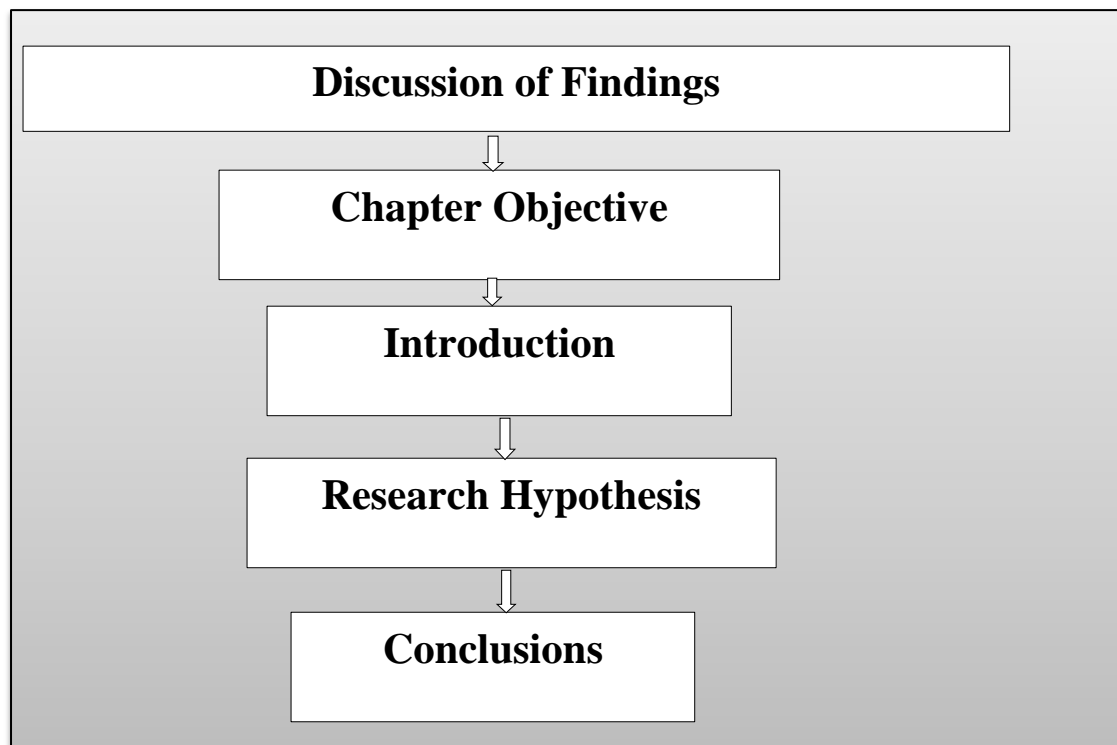 Discussion of Findings
Chapter Objective
Introduction
Research Hypothesis
Conclusions